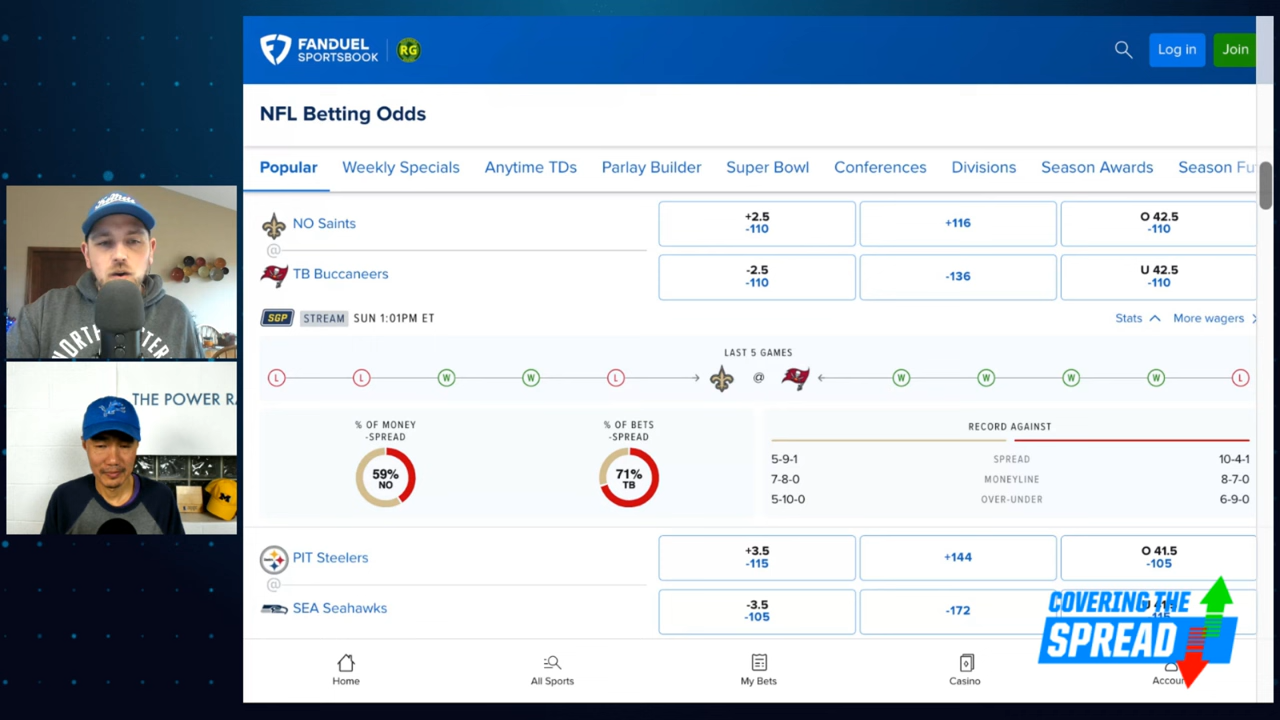 FANDUEL
SPORTSBOOK
RG
Log in
Join
NFL Betting Odds
Popular Weekly Specials Anytime TDs Parlay Builder Super Bowl Conferences Divisions Season Awards Season Fu
NO Saints
+2.5
-110
+116
O 42.5
-110
@
TB Buccaneers
-2.5
-110
-136
U 42.5
-110
SGP STREAM SUN 1:01PM ET
Stats More wagers
LAST 5 GAMES
L L W W L @ W W W W L
% OF MONEY
-SPREAD
59%
NO
% OF BETS
-SPREAD
71%
TB
RECORD AGAINST
5-9-1 SPREAD 10-4-1
7-8-0 MONEYLINE 8-7-0
5-10-0 OVER-UNDER 6-9-0
PIT Steelers
+3.5
-115
+144
O 41.5
-105
@
SEA Seahawks
-3.5
-105
-172
Home
All Sports
My Bets
Casino
Accou
COVERING THE
SPREAD
THE POWER RA